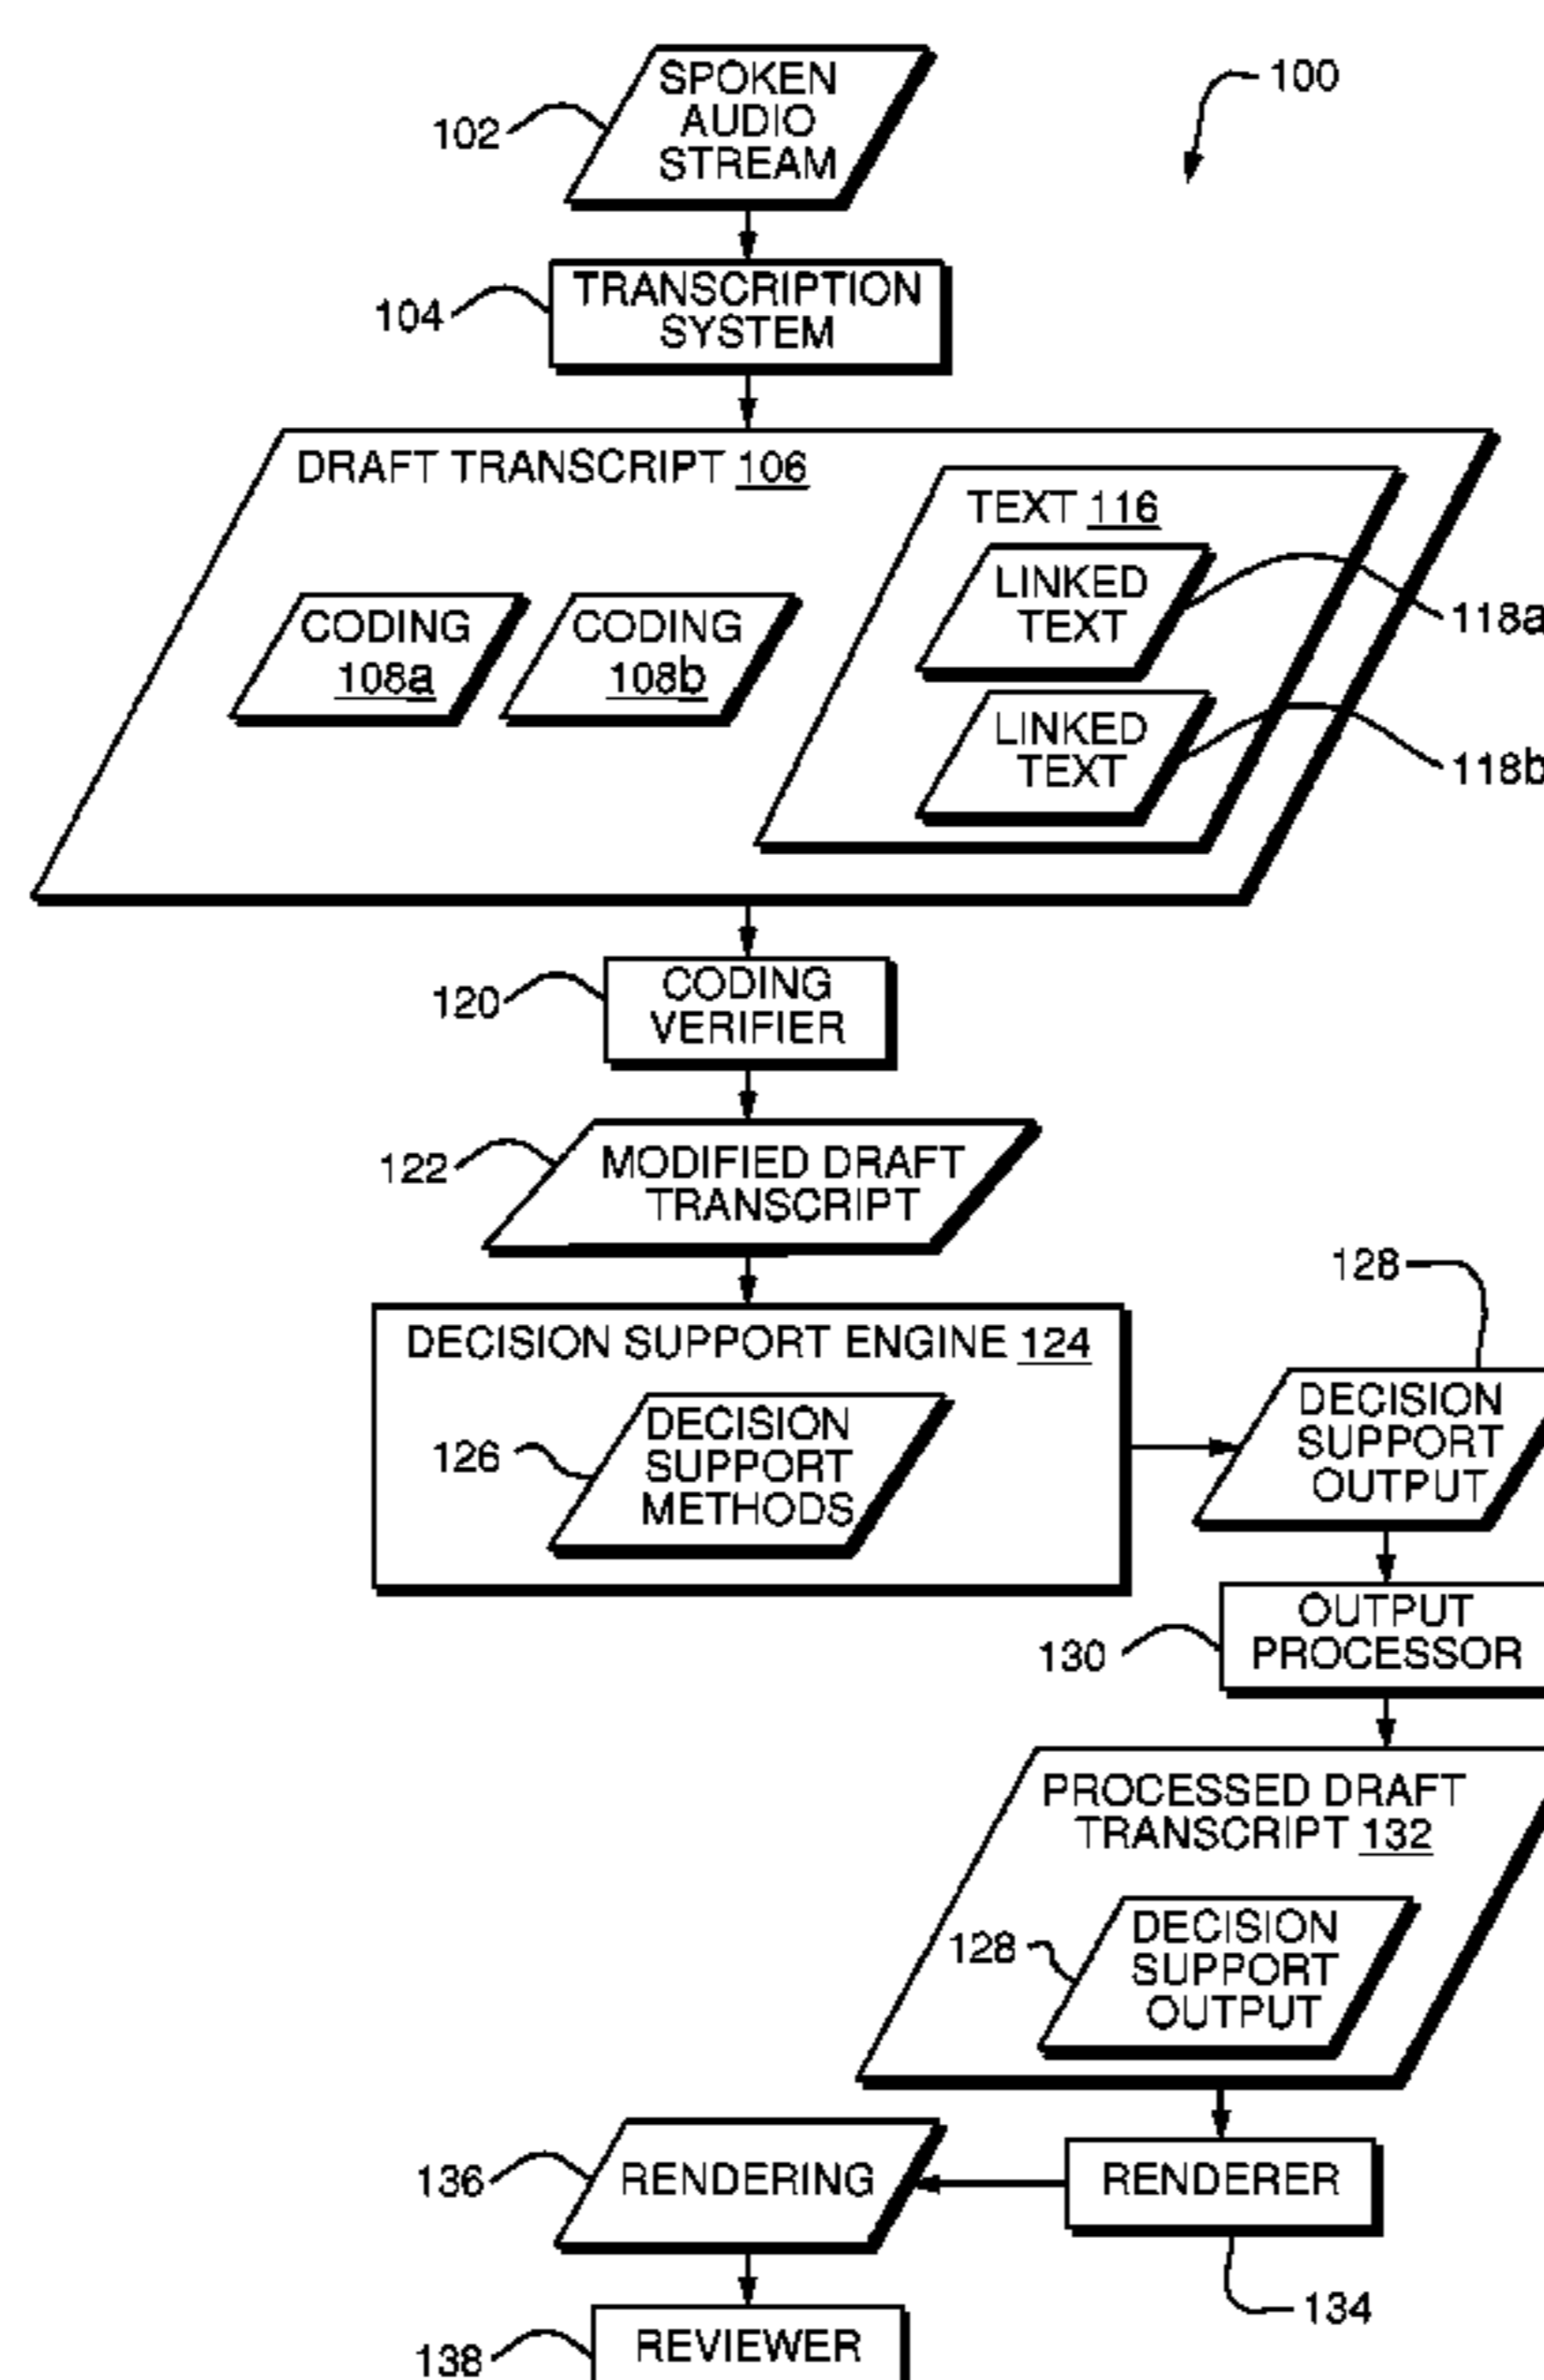 SPOKEN
AUDIO
STREAM
102
100
TRANSCRIPTION
SYSTEM
104
DRAFT TRANSCRIPT 106
TEXT 116
CODING
108a
CODING
108b
LINKED
TEXT
118a
LINKED
TEXT
118b
CODING
VERIFIER
120
MODIFIED DRAFT
TRANSCRIPT
122
DECISION SUPPORT ENGINE 124
DECISION
SUPPORT
METHODS
126
128
DECISION
SUPPORT
OUTPUT
OUTPUT
PROCESSOR
130
PROCESSED DRAFT
TRANSCRIPT 132
128
DECISION
SUPPORT
OUTPUT
RENDERER
134
136
RENDERING
138
REVIEWER